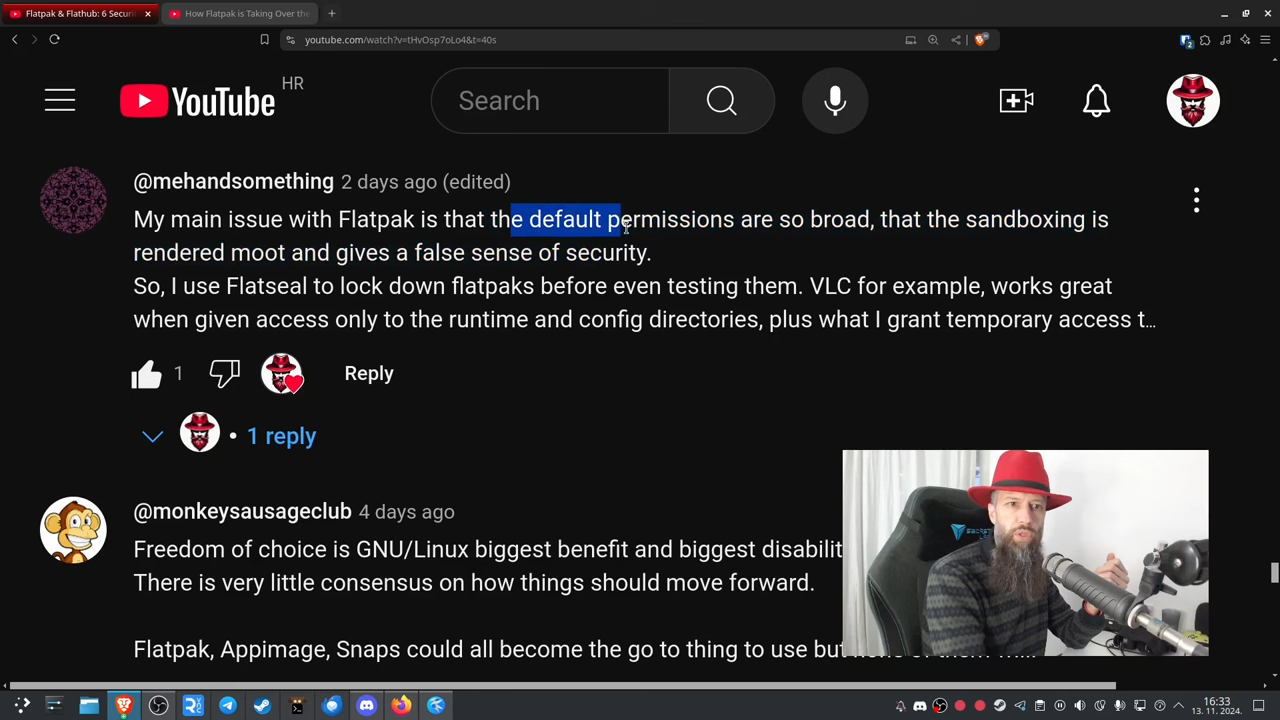 Flatpak & Flathub: 6 Securi
How Flatpak is Taking Over the
youtube.com/watch?v=tHvOsp7oLo4&t=40s
YouTube HR
Search
@mehandsomething 2 days ago (edited)
My main issue with Flatpak is that the default permissions are so broad, that the sandboxing is
rendered moot and gives a false sense of security.
So, I use Flatseal to lock down flatpaks before even testing them. VLC for example, works great
when given access only to the runtime and config directories, plus what I grant temporary access t…
1
Reply
• 1 reply
@monkeysausageclub 4 days ago
Freedom of choice is GNU/Linux biggest benefit and biggest disabilit
There is very little consensus on how things should move forward.
Flatpak, Appimage, Snaps could all become the go to thing to use but
16:33
13. 11. 2024.